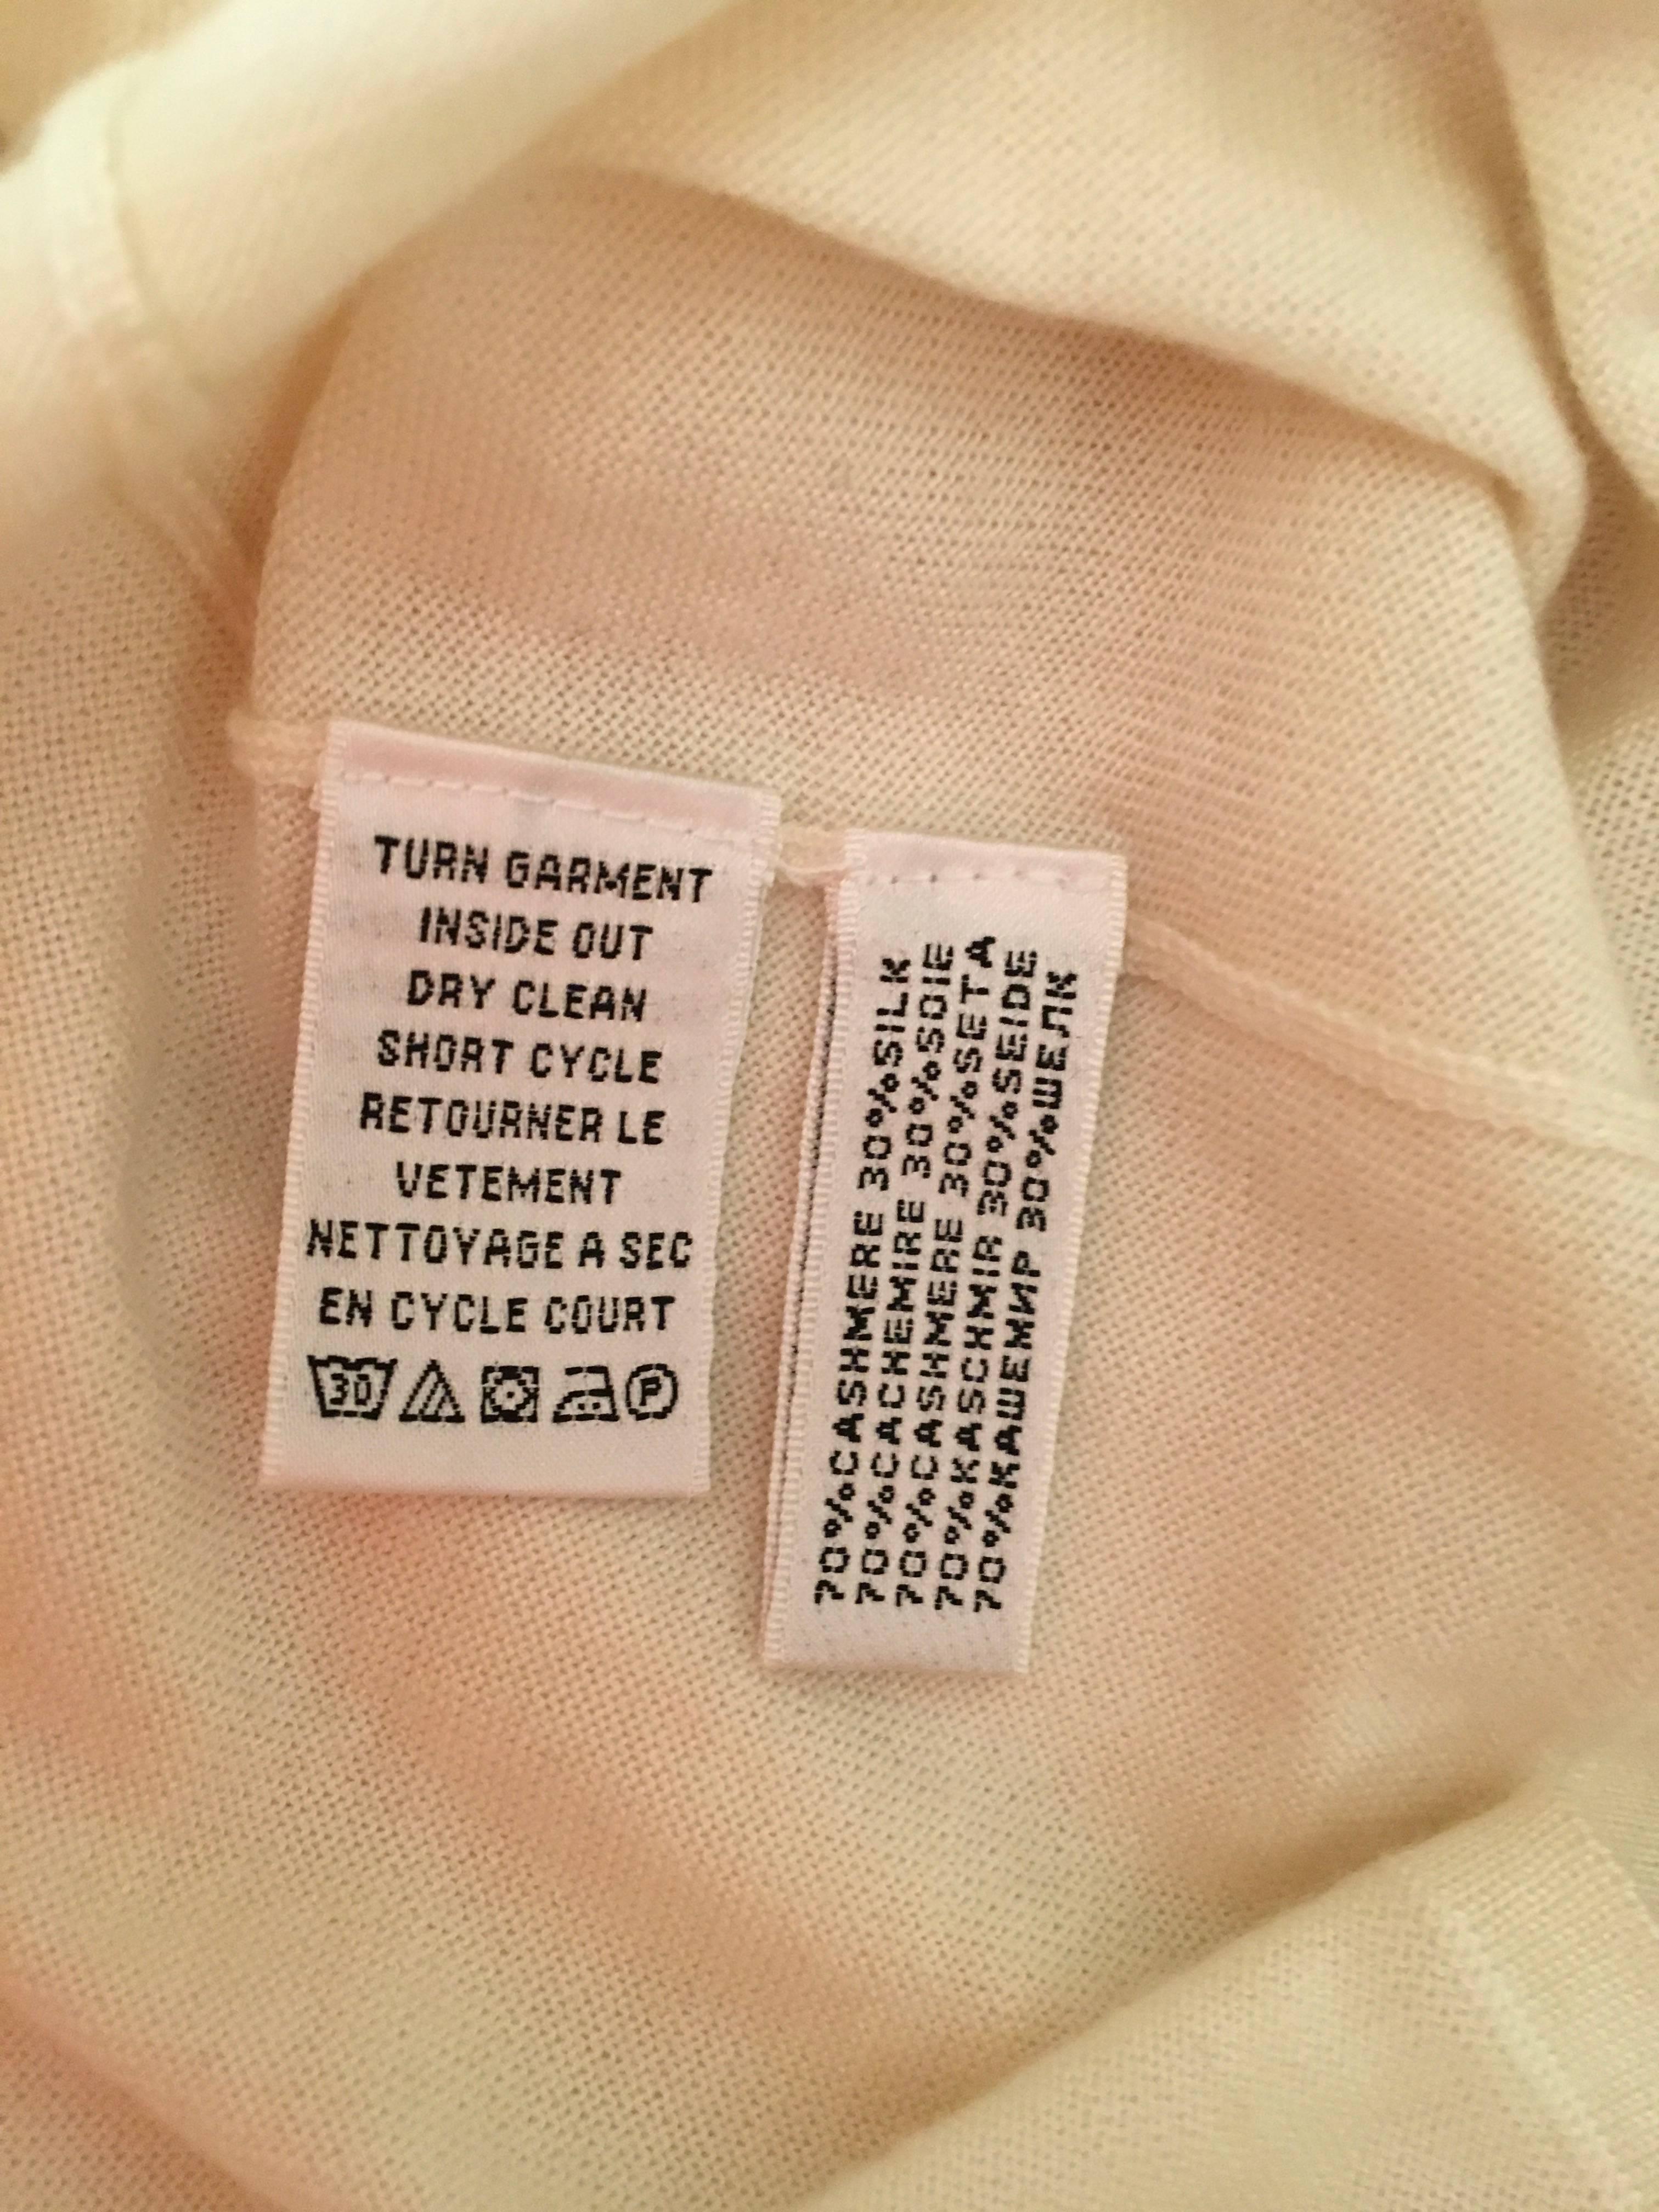 TURN GARMENT
INSIDE OUT
DRY CLEAN
SHORT CYCLE
RETOURNER LE
VETEMENT
NETTOYAGE A SEC
EN CYCLE COURT
30 P
70%CASHMERE 30%SILK
70%CACHEMIRE 30%SOIE
70%CASHMERE 30%SETA
70%KASCHMIR 30%SEIDE
70%КАШЕМИР 30%ШЕЛК